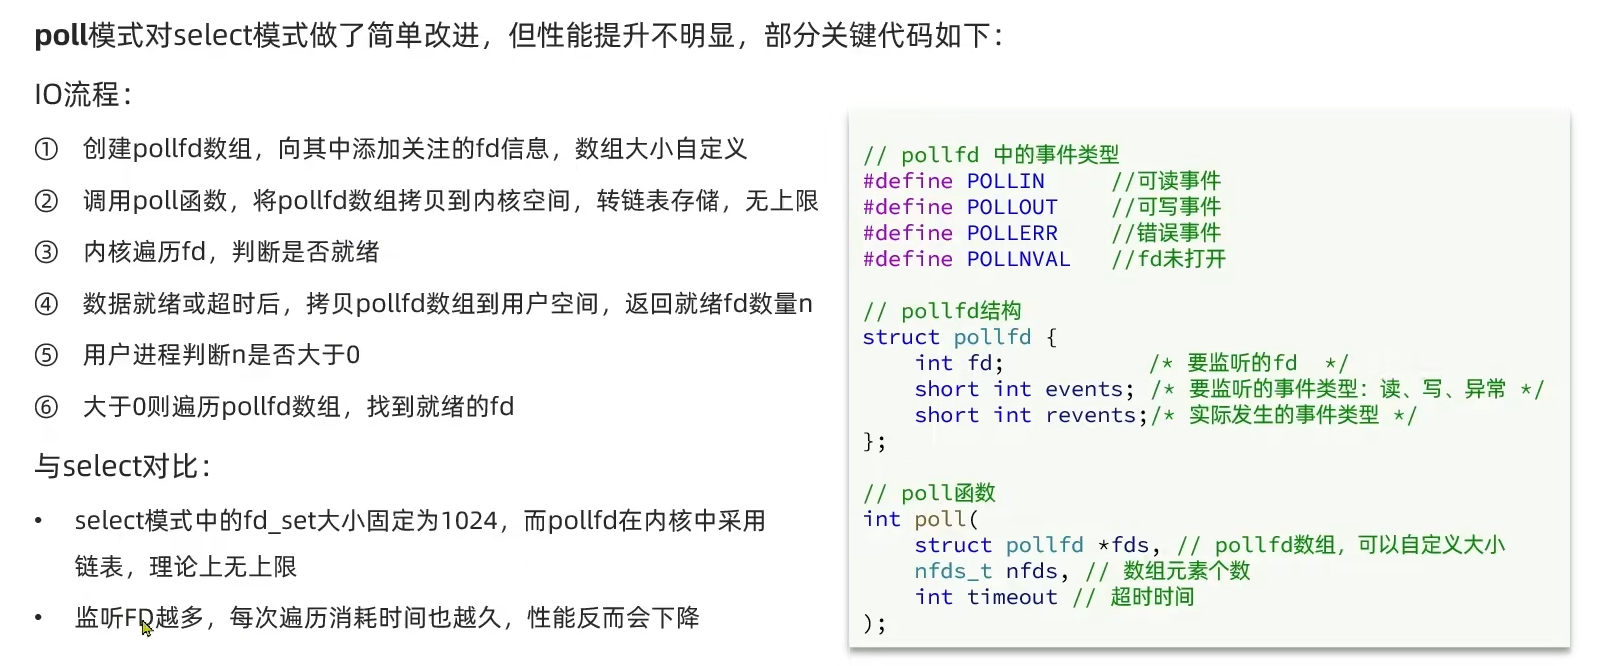 poll模式对select模式做了简单改进，但性能提升不明显，部分关键代码如下：
IO流程：
① 创建pollfd数组，向其中添加关注的fd信息，数组大小自定义
② 调用poll函数，将pollfd数组拷贝到内核空间，转链表存储，无上限
③ 内核遍历fd，判断是否就绪
④ 数据就绪或超时后，拷贝pollfd数组到用户空间，返回就绪fd数量n
⑤ 用户进程判断n是否大于0
⑥ 大于0则遍历pollfd数组，找到就绪的fd
与select对比：
• select模式中的fd_set大小固定为1024，而pollfd在内核中采用
链表，理论上无上限
• 监听FD越多，每次遍历消耗时间也越久，性能反而会下降
// pollfd 中的事件类型
#define POLLIN     //可读事件
#define POLLOUT    //可写事件
#define POLLERR    //错误事件
#define POLLNVAL   //fd未打开
// pollfd结构
struct pollfd {
    int fd;           /* 要监听的fd  */
    short int events; /* 要监听的事件类型：读、写、异常 */
    short int revents;/* 实际发生的事件类型 */
};
// poll函数
int poll(
    struct pollfd *fds, // pollfd数组，可以自定义大小
    nfds_t nfds, // 数组元素个数
    int timeout // 超时时间
);